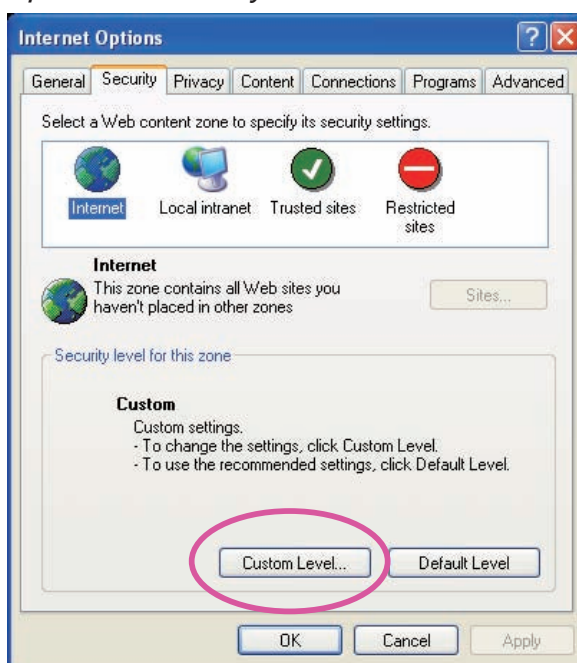 Internet Options
General Security Privacy Content Connections Programs Advanced
Select a Web content zone to specify its security settings.
Internet Local intranet Trusted sites Restricted
sites
Internet
This zone contains all Web sites you
haven't placed in other zones
Sites...
Security level for this zone
Custom
Custom settings.
- To change the settings, click Custom Level.
- To use the recommended settings, click Default Level.
Custom Level... Default Level
OK Cancel Apply